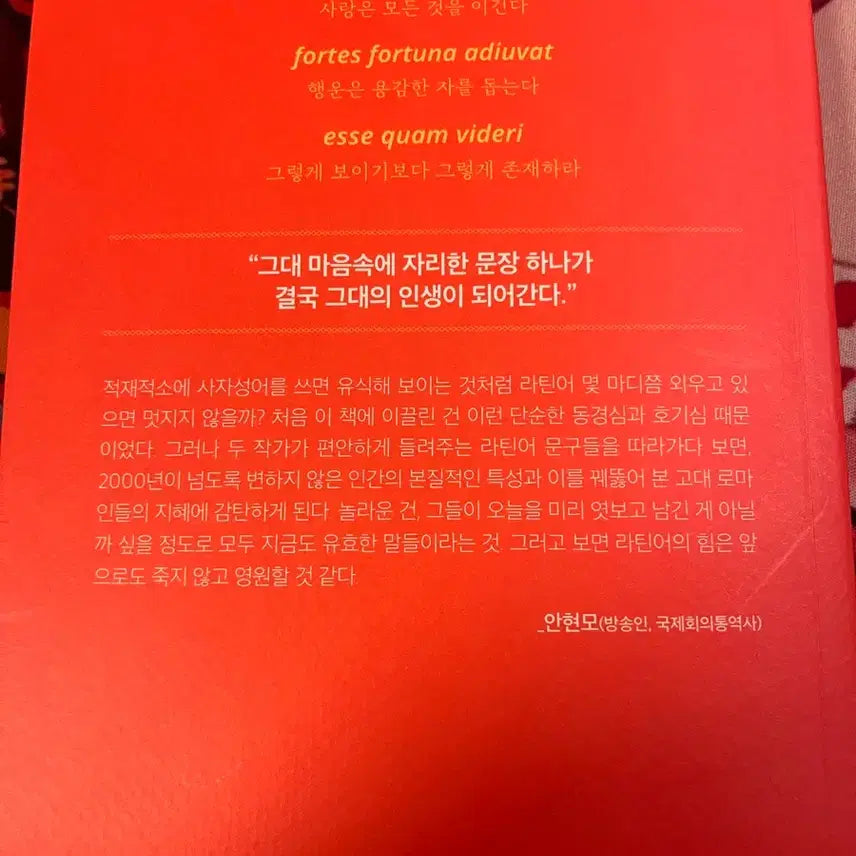 사랑은 모든 것을 이긴다
fortes fortuna adiuvat
행운은 용감한 자를 돕는다
esse quam videri
그렇게 보이기보다 그렇게 존재하라
“그대 마음속에 자리한 문장 하나가
결국 그대의 인생이 되어간다.”
적재적소에 사자성어를 쓰면 유식해 보이는 것처럼 라틴어 몇 마디쯤 외우고 있
으면 멋지지 않을까? 처음 이 책에 이끌린 건 이런 단순한 동경심과 호기심 때문
이었다. 그러나 두 작가가 편안하게 들려주는 라틴어 문구들을 따라가다 보면,
2000년이 넘도록 변하지 않은 인간의 본질적인 특성과 이를 꿰뚫어 본 고대 로마
인들의 지혜에 감탄하게 된다. 놀라운 건, 그들이 오늘을 미리 엿보고 남긴 게 아닐
까 싶을 정도로 모두 지금도 유효한 말들이라는 것. 그러고 보면 라틴어의 힘은 앞
으로도 죽지 않고 영원할 것 같다.
_안현모(방송인, 국제회의통역사)